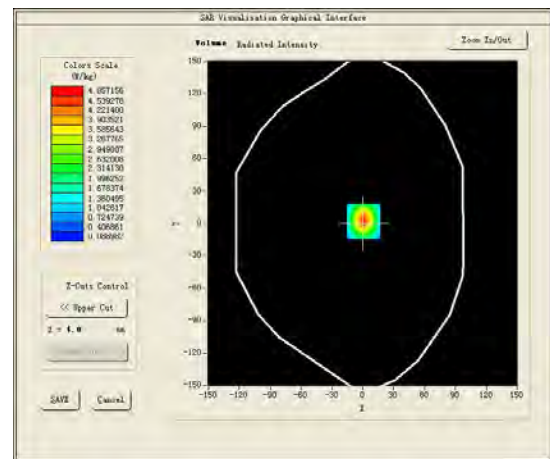 SAR Visualisation Graphical Interface
Volume Radiated Intensity
Zoom In/Out
Colors Scale
(W/kg)
4.857156
4.539278
4.221400
3.903521
3.585643
3.267765
2.949887
2.632008
2.314130
1.996252
1.678374
1.360495
1.042617
0.724739
0.406861
0.088982
150
120
90
60
30
0
-30
-60
-90
-120
-150
Y
-150 -120 -90 -60 -30 0 30 60 90 120 150
X
Z-Cuts Control
<< Upper Cut
Z = 4.0 mm
SAVE Cancel